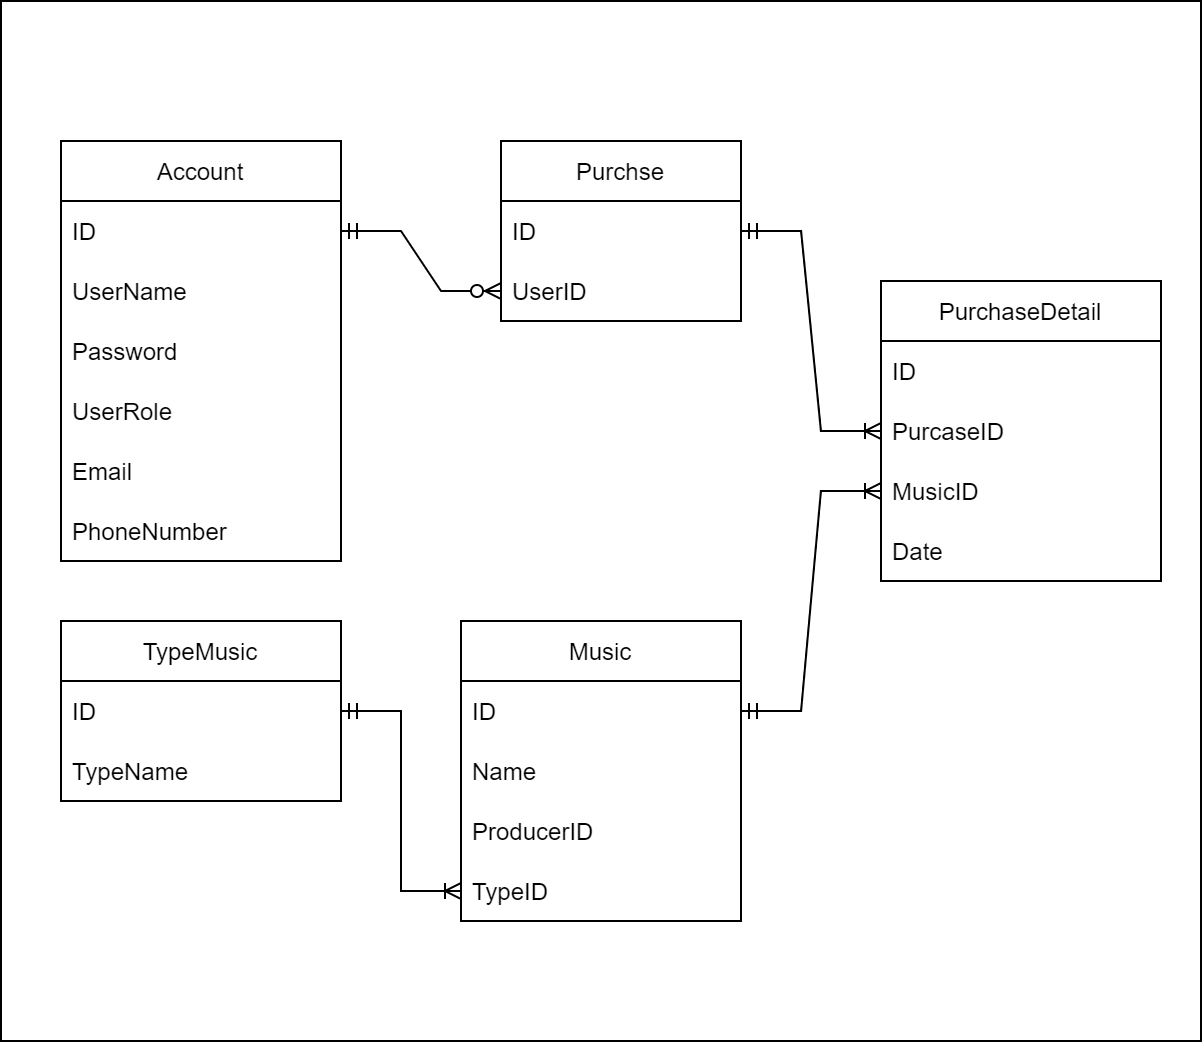 Account
ID
UserName
Password
UserRole
Email
PhoneNumber
Purchse
ID
UserID
PurchaseDetail
ID
PurcaseID
MusicID
Date
TypeMusic
ID
TypeName
Music
ID
Name
ProducerID
TypeID